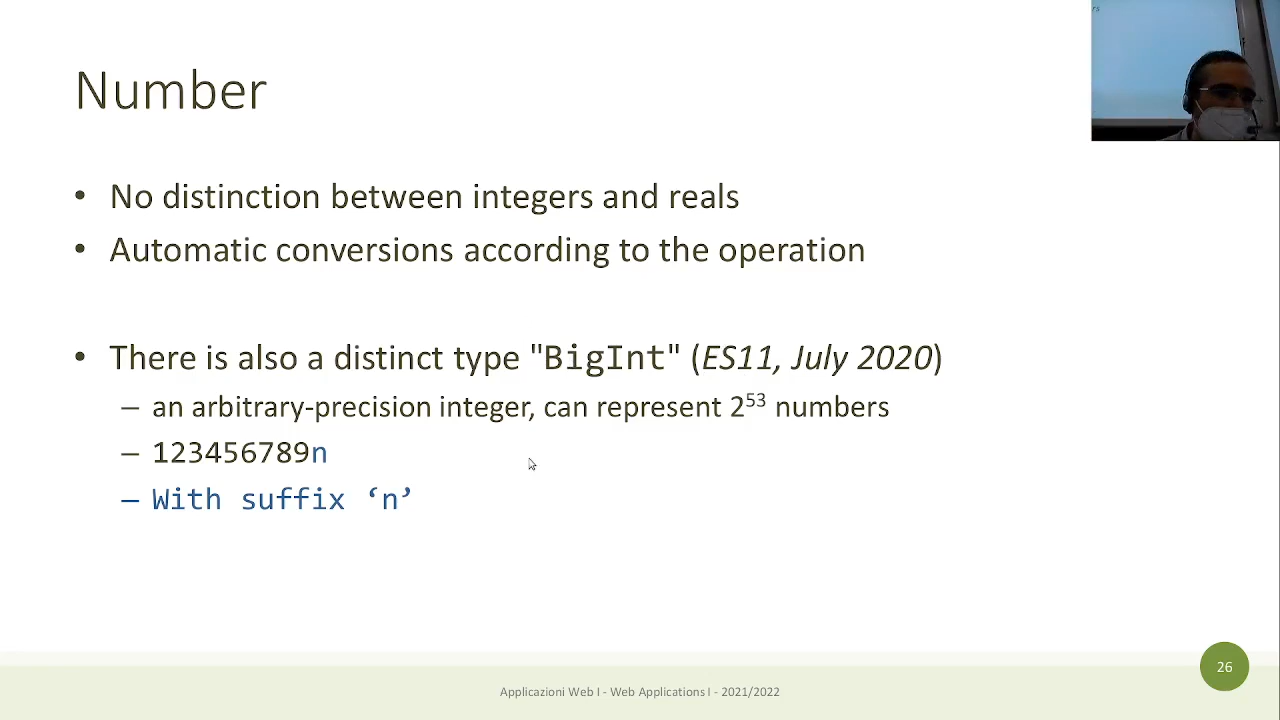 Number
• No distinction between integers and reals
• Automatic conversions according to the operation
• There is also a distinct type "BigInt" (ES11, July 2020)
– an arbitrary-precision integer, can represent 2⁵³ numbers
– 123456789n
– With suffix ‘n’
26
Applicazioni Web I - Web Applications I - 2021/2022